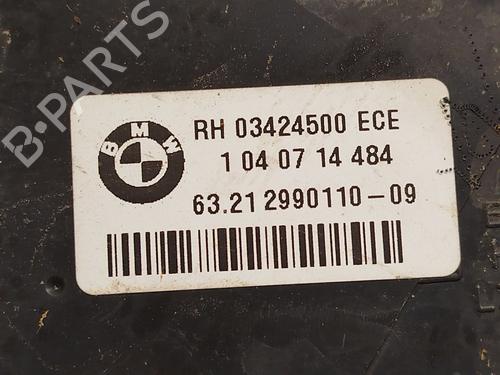 B-PARTS
BMW
RH 03424500 ECE
1 04 07 14 484
63.21 2990110-09